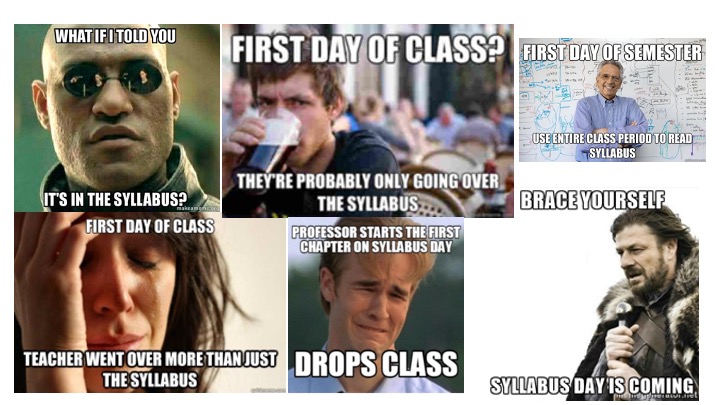 WHAT IF I TOLD YOU
IT'S IN THE SYLLABUS?
FIRST DAY OF CLASS?
THEY'RE PROBABLY ONLY GOING OVER
THE SYLLABUS
FIRST DAY OF SEMESTER
USE ENTIRE CLASS PERIOD TO READ
SYLLABUS
FIRST DAY OF CLASS
TEACHER WENT OVER MORE THAN JUST
THE SYLLABUS
PROFESSOR STARTS THE FIRST
CHAPTER ON SYLLABUS DAY
DROPS CLASS
BRACE YOURSELF
SYLLABUS DAY IS COMING